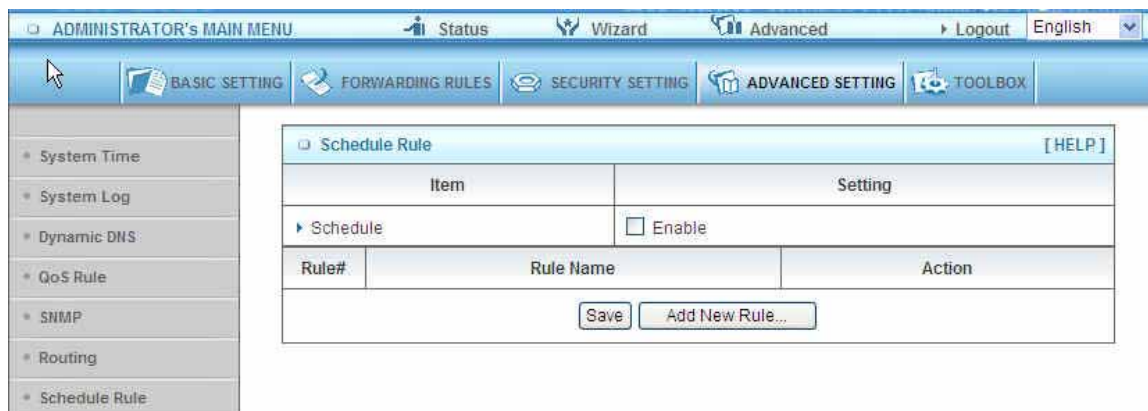 ADMINISTRATOR's MAIN MENU Status Wizard Advanced Logout English
BASIC SETTING FORWARDING RULES SECURITY SETTING ADVANCED SETTING TOOLBOX
System Time
System Log
Dynamic DNS
QoS Rule
SNMP
Routing
Schedule Rule
Schedule Rule [HELP]
Item Setting
Schedule Enable
Rule# Rule Name Action
Save Add New Rule...